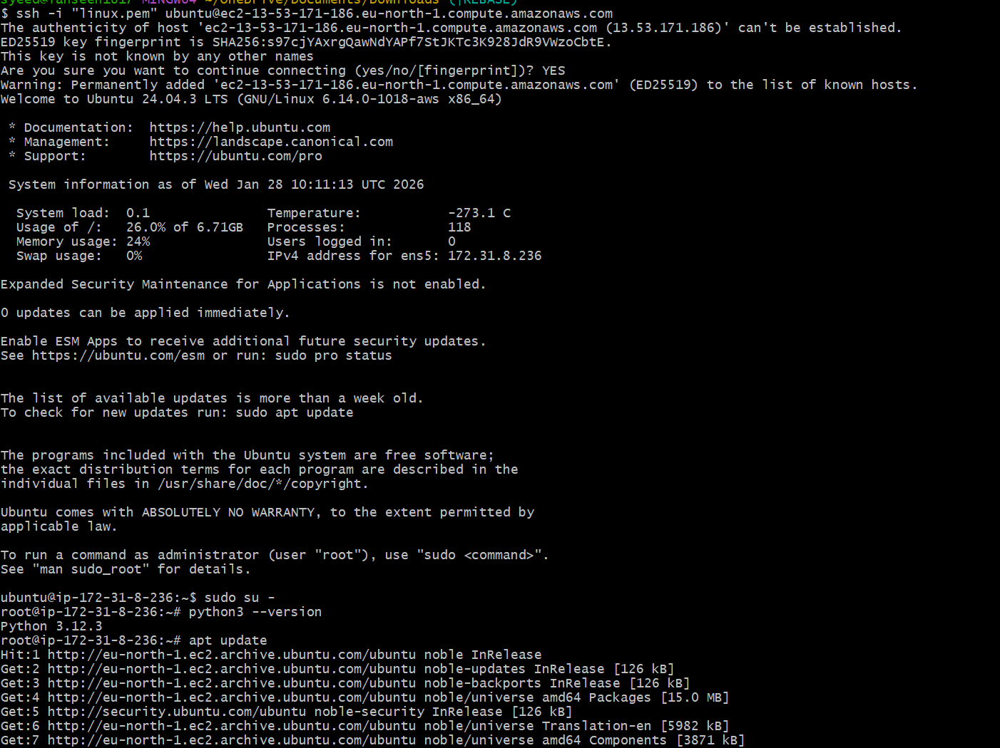 syeed@Tahseen1617 MINGW64 ~/OneDrive/Documents/Downloads (|REBASE)
$ ssh -i "linux.pem" ubuntu@ec2-13-53-171-186.eu-north-1.compute.amazonaws.com
The authenticity of host 'ec2-13-53-171-186.eu-north-1.compute.amazonaws.com (13.53.171.186)' can't be established.
ED25519 key fingerprint is SHA256:s97cjYAxrgQawNdYAPf7StJKTc3K928JdR9VWzoCbtE.
This key is not known by any other names
Are you sure you want to continue connecting (yes/no/[fingerprint])? YES
Warning: Permanently added 'ec2-13-53-171-186.eu-north-1.compute.amazonaws.com' (ED25519) to the list of known hosts.
Welcome to Ubuntu 24.04.3 LTS (GNU/Linux 6.14.0-1018-aws x86_64)
* Documentation:  https://help.ubuntu.com
* Management:     https://landscape.canonical.com
* Support:        https://ubuntu.com/pro
System information as of Wed Jan 28 10:11:13 UTC 2026
System load:  0.1               Temperature:           -273.1 C
Usage of /:   26.0% of 6.71GB   Processes:             118
Memory usage: 24%               Users logged in:       0
Swap usage:   0%                IPv4 address for ens5: 172.31.8.236
Expanded Security Maintenance for Applications is not enabled.
0 updates can be applied immediately.
Enable ESM Apps to receive additional future security updates.
See https://ubuntu.com/esm or run: sudo pro status
The list of available updates is more than a week old.
To check for new updates run: sudo apt update
The programs included with the Ubuntu system are free software;
the exact distribution terms for each program are described in the
individual files in /usr/share/doc/*/copyright.
Ubuntu comes with ABSOLUTELY NO WARRANTY, to the extent permitted by
applicable law.
To run a command as administrator (user "root"), use "sudo <command>".
See "man sudo_root" for details.
ubuntu@ip-172-31-8-236:~$ sudo su -
root@ip-172-31-8-236:~# python3 --version
Python 3.12.3
root@ip-172-31-8-236:~# apt update
Hit:1 http://eu-north-1.ec2.archive.ubuntu.com/ubuntu noble InRelease
Get:2 http://eu-north-1.ec2.archive.ubuntu.com/ubuntu noble-updates InRelease [126 kB]
Get:3 http://eu-north-1.ec2.archive.ubuntu.com/ubuntu noble-backports InRelease [126 kB]
Get:4 http://eu-north-1.ec2.archive.ubuntu.com/ubuntu noble/universe amd64 Packages [15.0 MB]
Get:5 http://security.ubuntu.com/ubuntu noble-security InRelease [126 kB]
Get:6 http://eu-north-1.ec2.archive.ubuntu.com/ubuntu noble/universe Translation-en [5982 kB]
Get:7 http://eu-north-1.ec2.archive.ubuntu.com/ubuntu noble/universe amd64 Components [3871 kB]